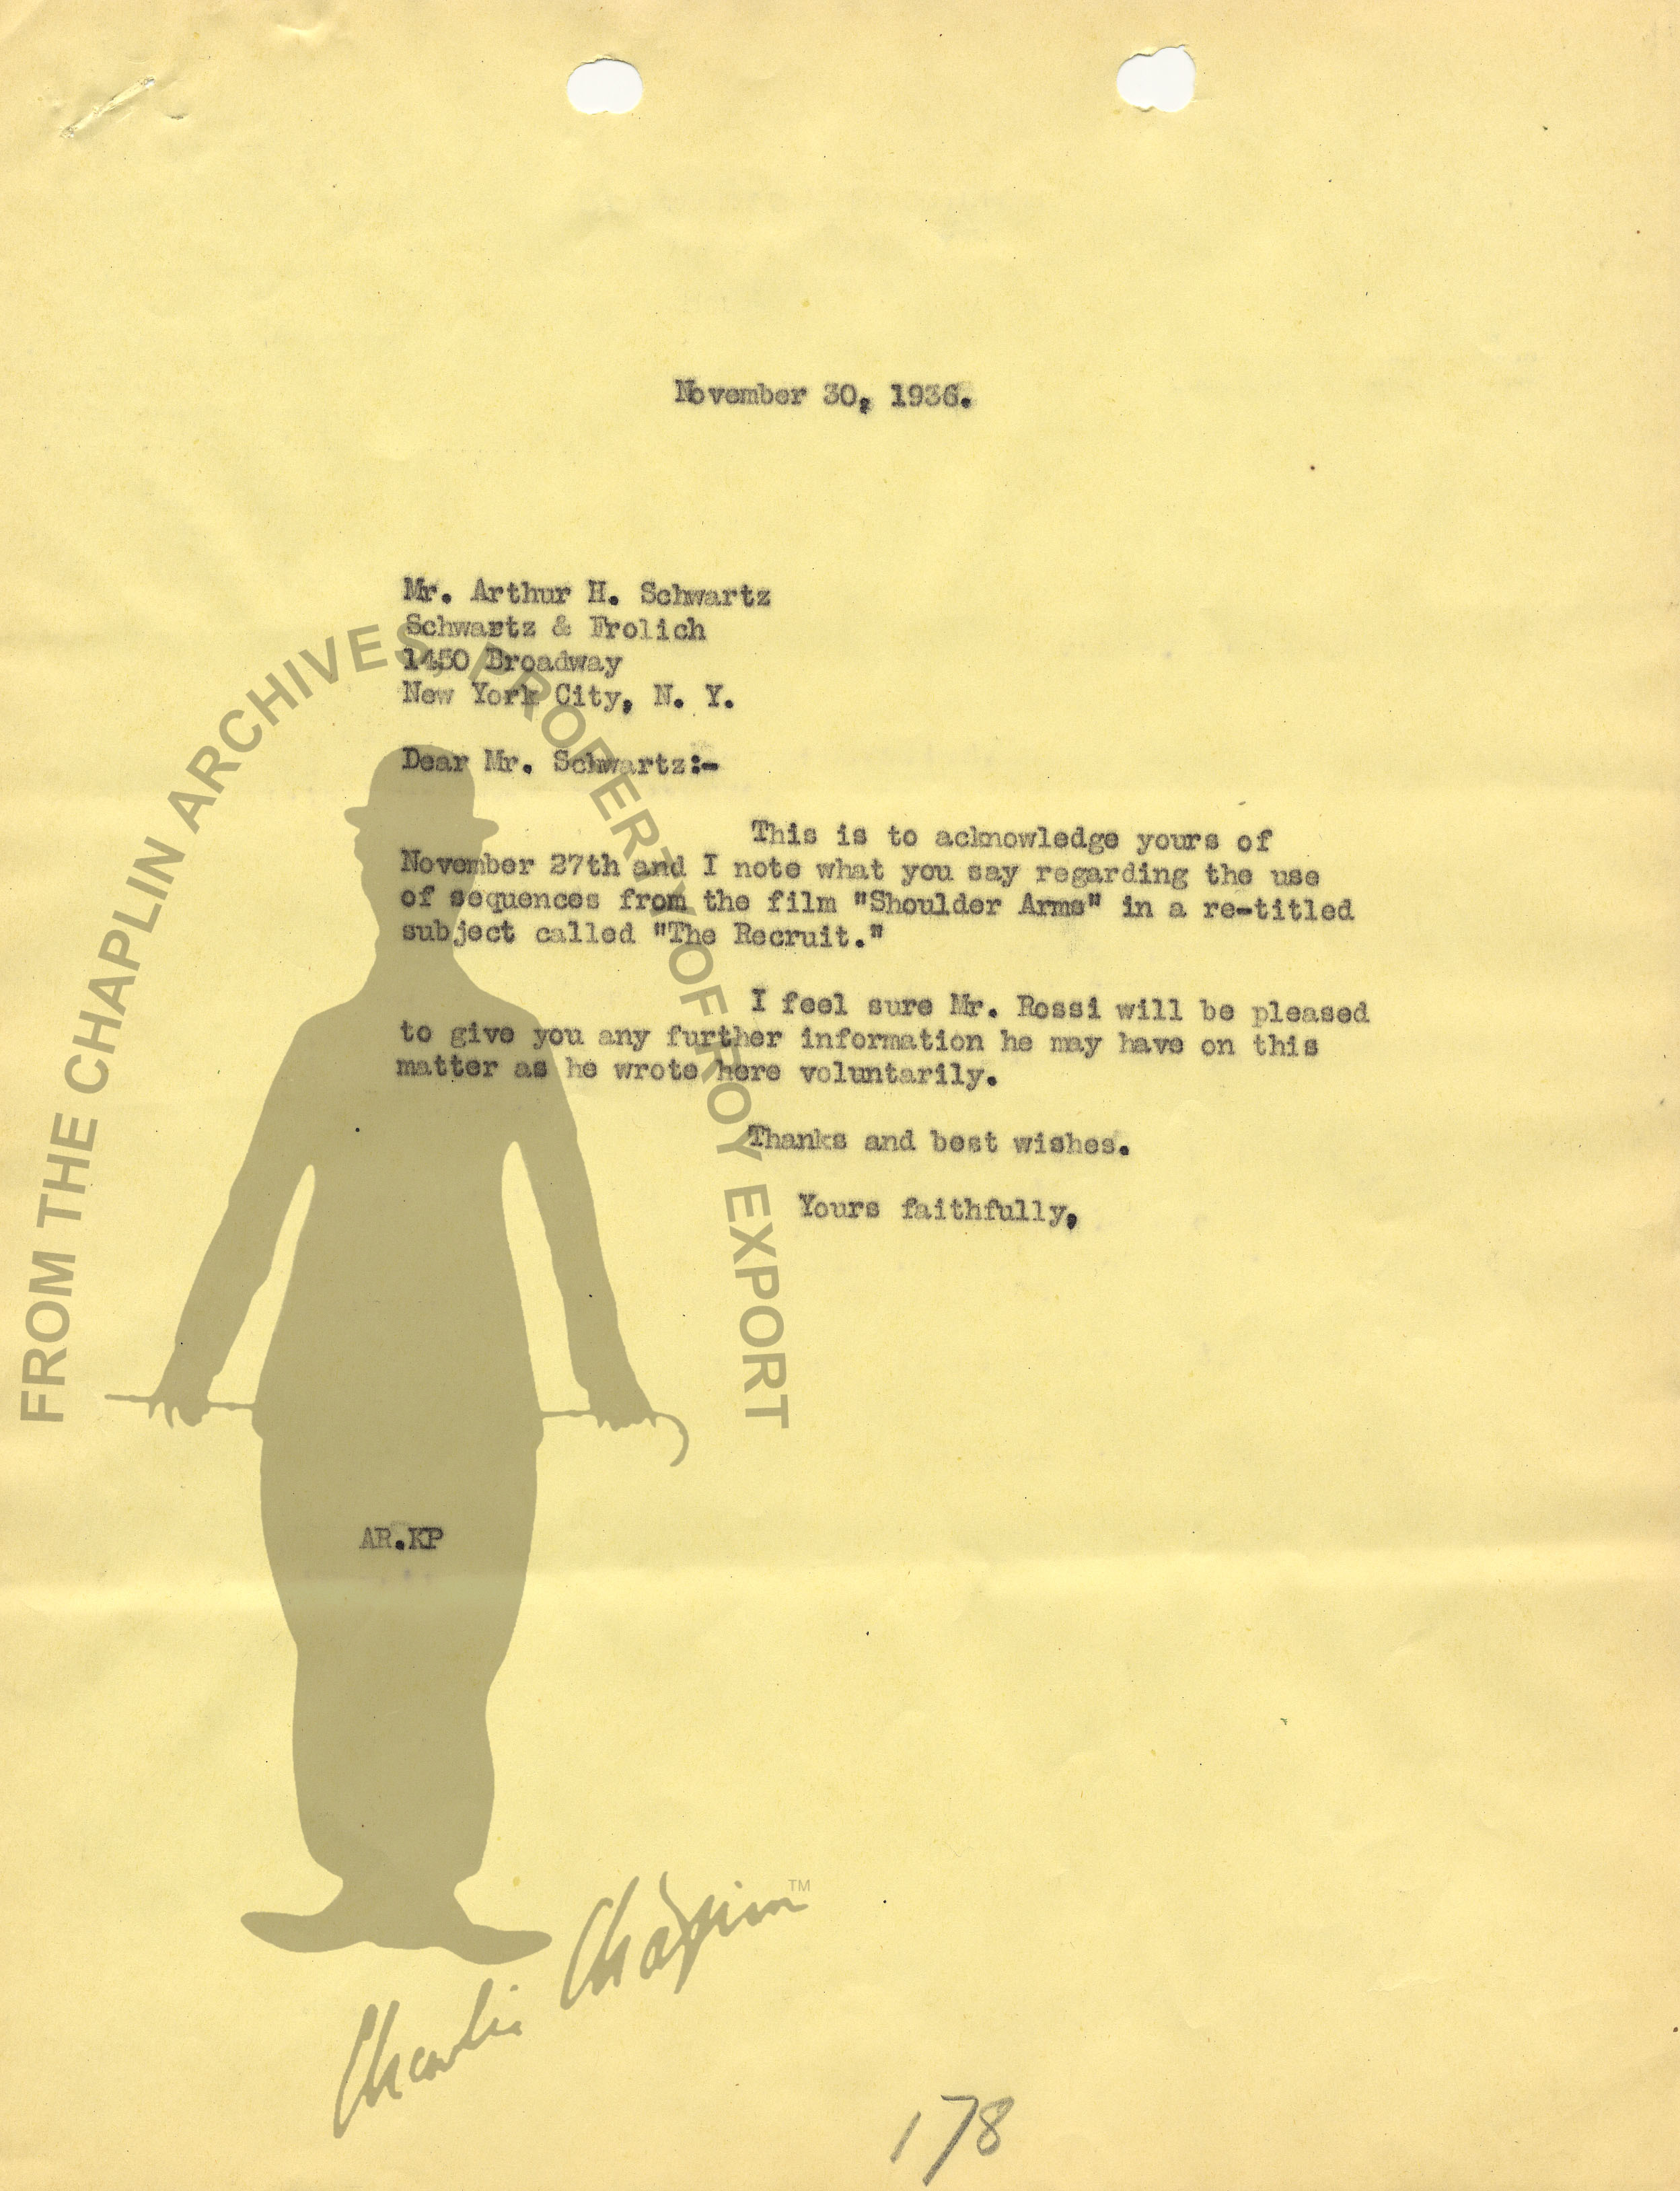 November 30, 1936.
Mr. Arthur H. Schwartz
Schwartz & Frolich
1450 Broadway
New York City, N. Y.
Dear Mr. Schwartz:-
This is to acknowledge yours of
November 27th and I note what you say regarding the use
of sequences from the film "Shoulder Arms" in a re-titled
subject called "The Recruit."
I feel sure Mr. Rossi will be pleased
to give you any further information he may have on this
matter as he wrote here voluntarily.
Thanks and best wishes.
Yours faithfully,
AR.KP
FROM THE CHAPLIN ARCHIVES, PROPERTY OF ROY EXPORT
Charlie Chaplin TM
178